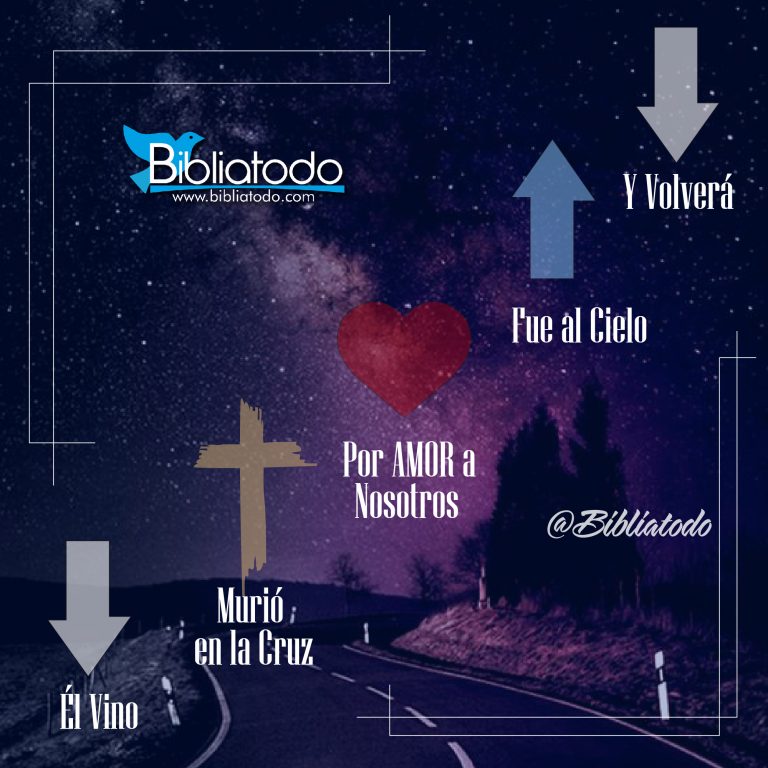 Bibliatodo
www.bibliatodo.com
Y Volverá
Fue al Cielo
Por AMOR a
Nosotros
@Bibliatodo
Murió
en la Cruz
Él Vino